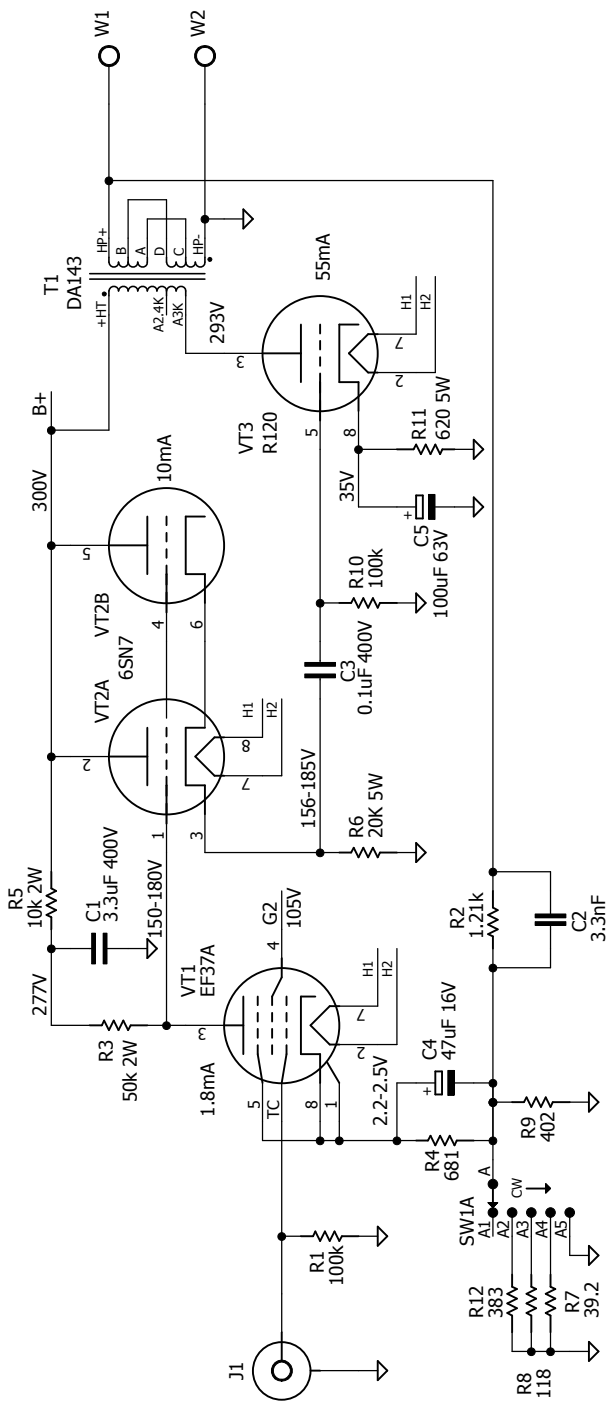 W1
W2
T1
DA143
+HT
A2.4K
A3K
HP+
B
A
D
C
HP-
B+
300V
293V
55mA
10mA
VT3
R120
3
5
8
7
2
H1
H2
35V
R11
620 5W
+
C5
100uF 63V
R10
100k
C3
0.1uF 400V
VT2B
6SN7
VT2A
5
4
6
2
1
3
8
7
H1
H2
156-185V
R6
20K 5W
R5
10k 2W
C1
3.3uF 400V
277V
150-180V
R3
50k 2W
VT1
EF37A
1.8mA
3
4
G2
105V
5
TC
8
1
7
2
H1
H2
2.2-2.5V
+
C4
47uF 16V
R4
681
R2
1.21k
C2
3.3nF
R9
402
R1
100k
J1
SW1A
A
CW
A1
A2
A3
A4
A5
R12
383
R8
118
R7
39.2